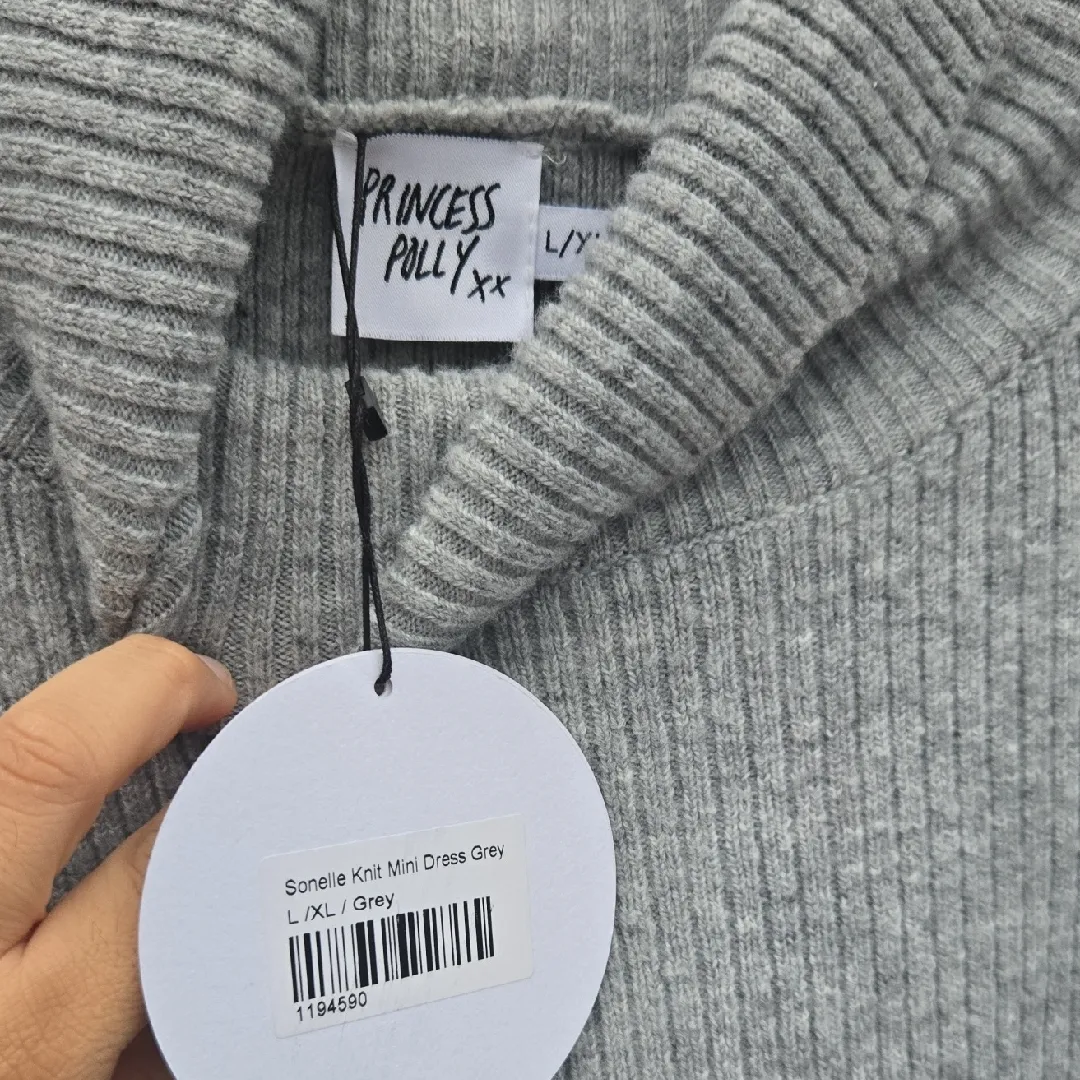 PRINCESS
POLLY xx
L/X
Sonelle Knit Mini Dress Grey
L /XL / Grey
1194590